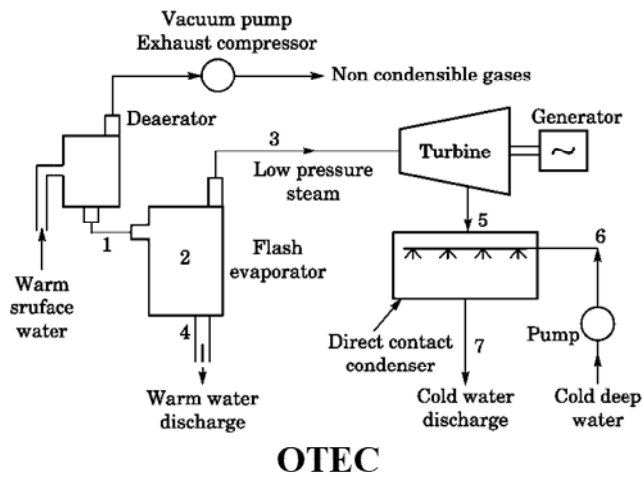 Vacuum pump
Exhaust compressor
Non condensible gases
Deaerator
Generator
~
3
Turbine
Low pressure
steam
5
6
1
2
Flash
evaporator
Warm
sruface
water
4
Direct contact
condenser
7
Pump
Warm water
discharge
Cold water
discharge
Cold deep
water
OTEC